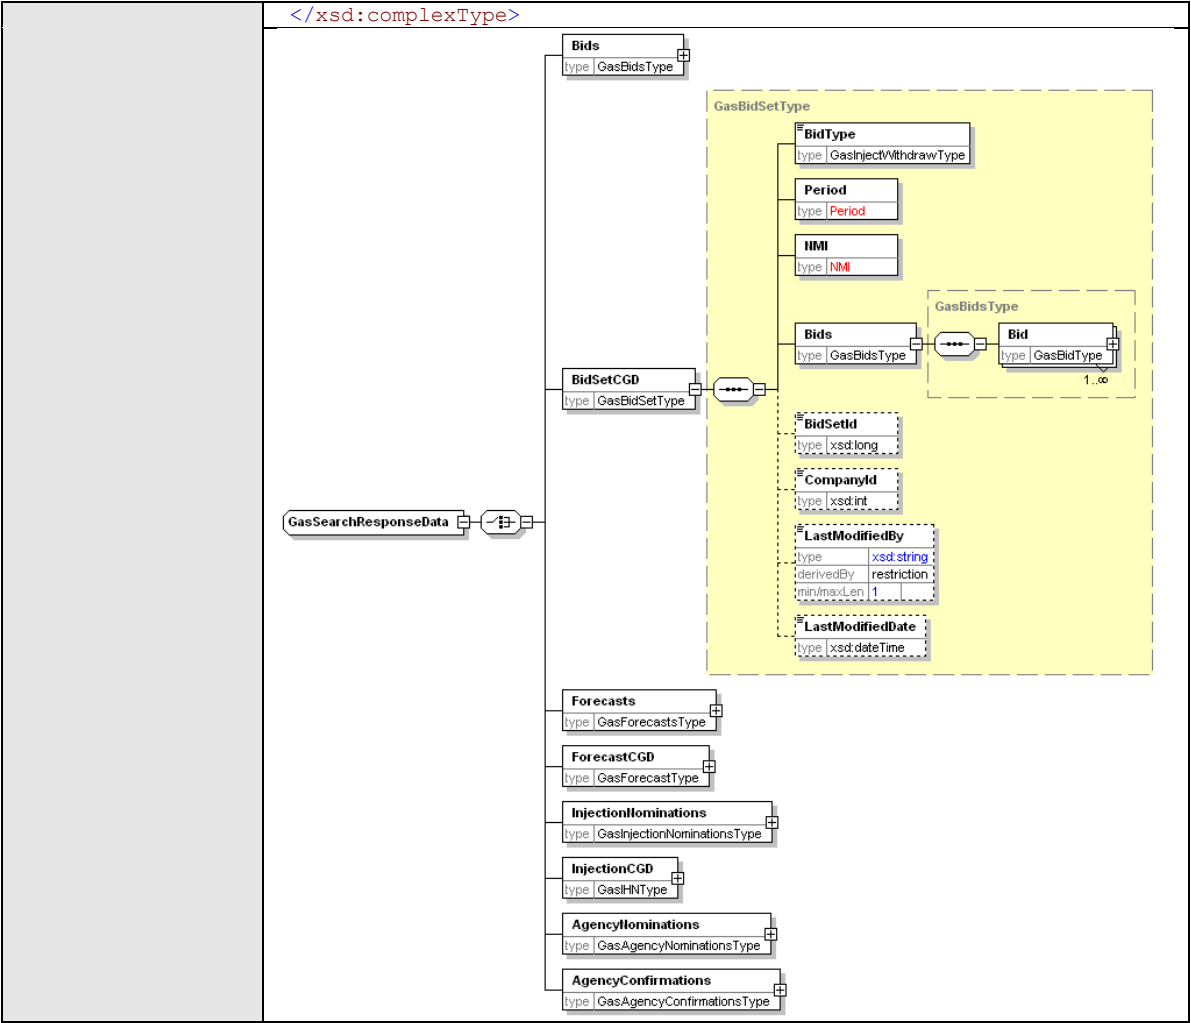 </xsd:complexType>
Bids
type GasBidsType
GasBidSetType
BidType
type GasInjectWithdrawType
Period
type Period
NMI
type NMI
GasBidsType
Bids
type GasBidsType
Bid
type GasBidType
1..∞
BidSetCGD
type GasBidSetType
BidSetId
type xsd:long
CompanyId
type xsd:int
GasSearchResponseData
LastModifiedBy
type xsd:string
derivedBy restriction
min/maxLen 1
LastModifiedDate
type xsd:dateTime
Forecasts
type GasForecastsType
ForecastCGD
type GasForecastType
InjectionNominations
type GasInjectionNominationsType
InjectionCGD
type GasIHNType
AgencyNominations
type GasAgencyNominationsType
AgencyConfirmations
type GasAgencyConfirmationsType